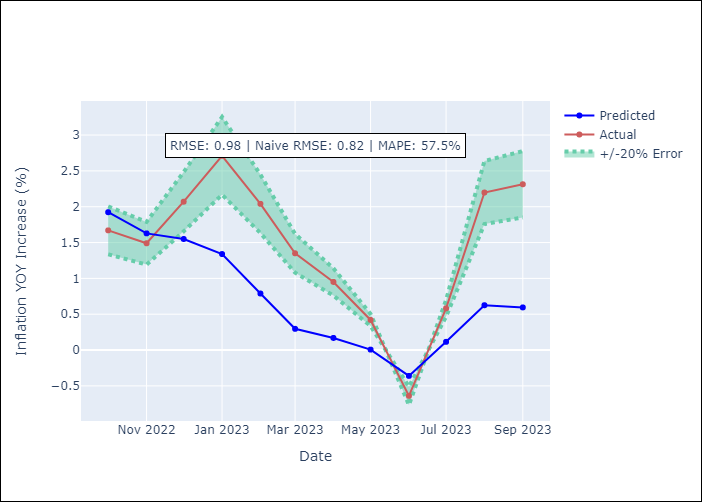 RMSE: 0.98 | Naive RMSE: 0.82 | MAPE: 57.5%
Predicted
Actual
+/-20% Error
Inflation YOY Increase (%)
3
2.5
2
1.5
1
0.5
0
−0.5
Nov 2022
Jan 2023
Mar 2023
May 2023
Jul 2023
Sep 2023
Date